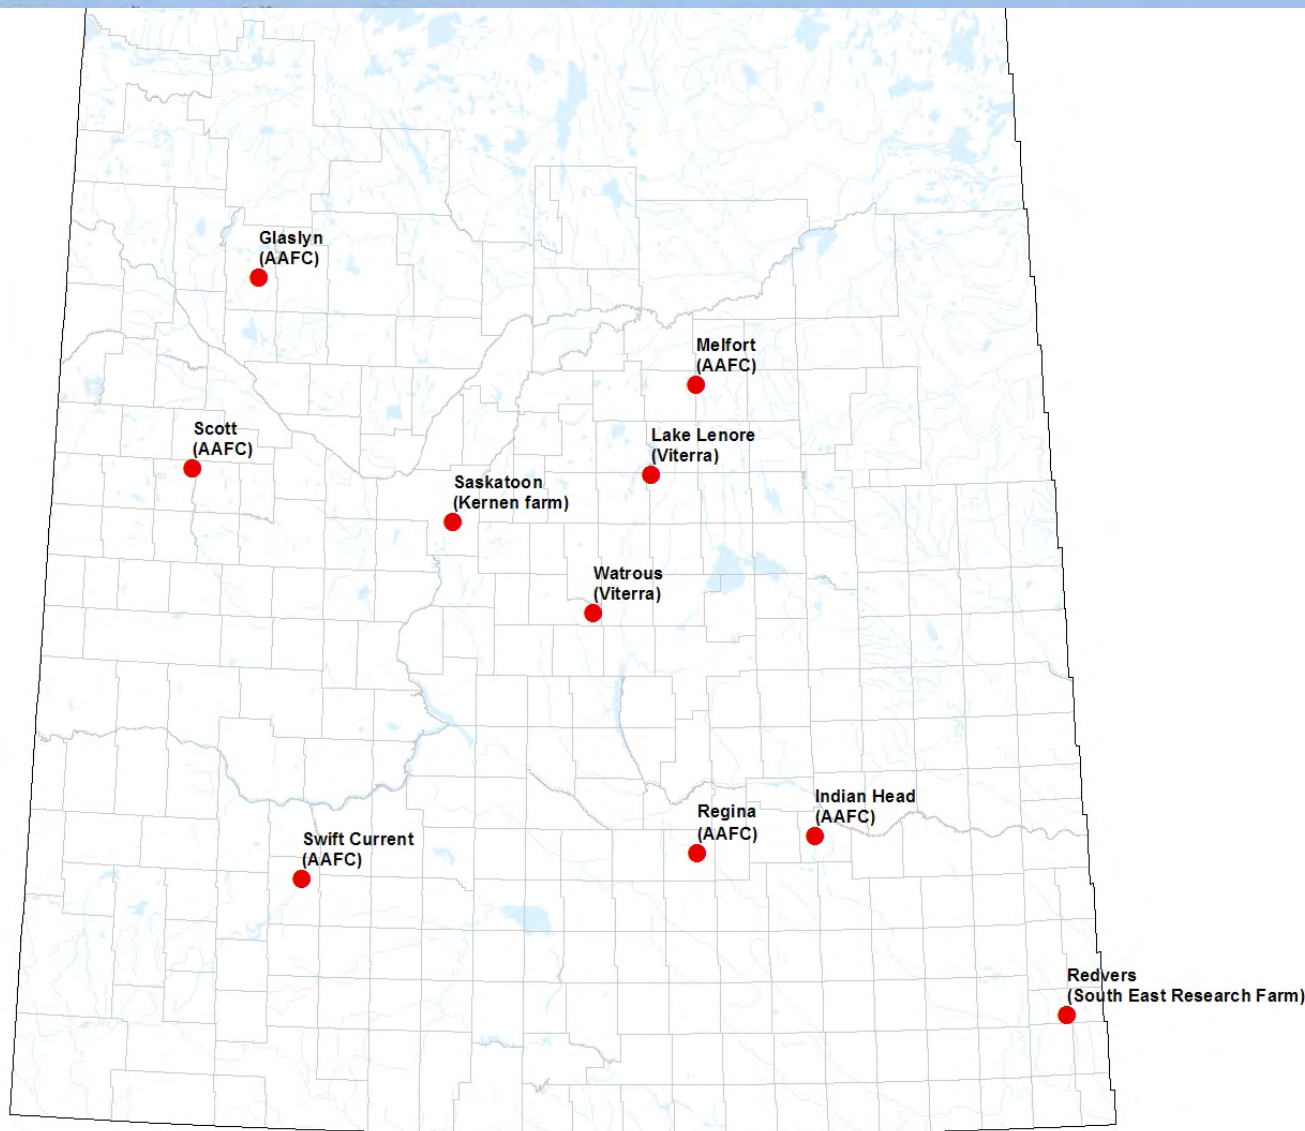 Glaslyn
(AAFC)
Melfort
(AAFC)
Scott
(AAFC)
Lake Lenore
(Viterra)
Saskatoon
(Kernen farm)
Watrous
(Viterra)
Indian Head
(AAFC)
Regina
(AAFC)
Swift Current
(AAFC)
Redvers
(South East Research Farm)